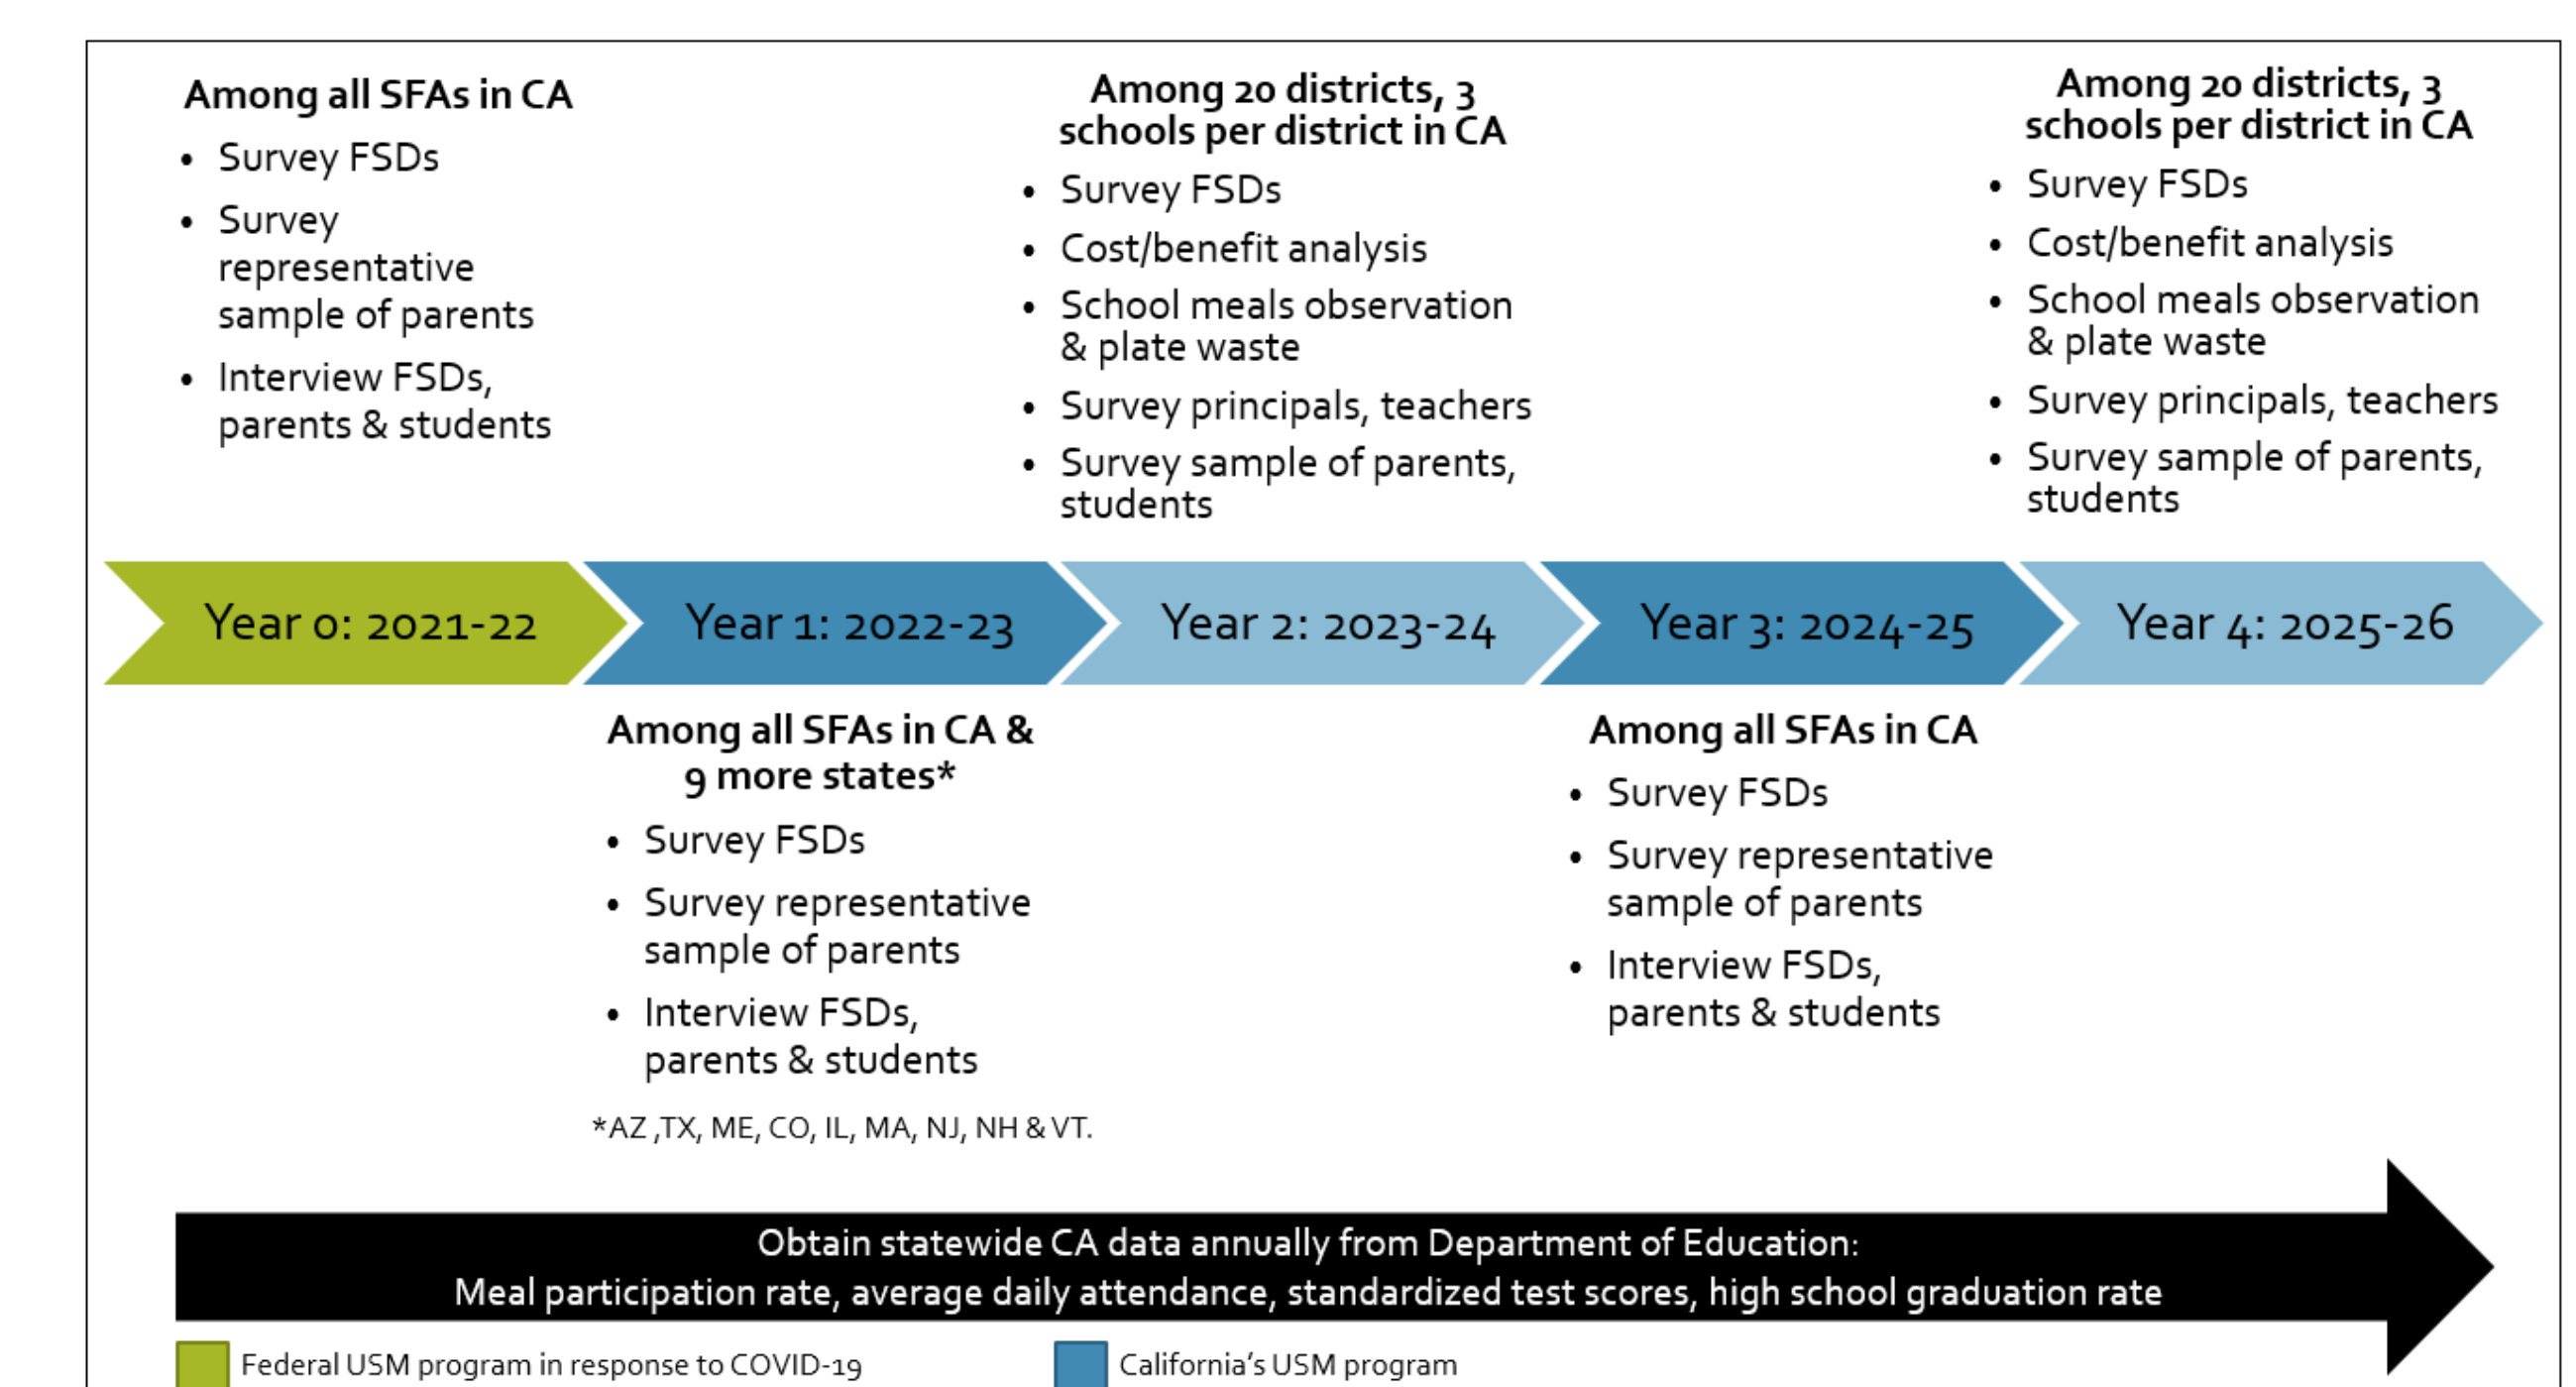 Among all SFAs in CA
• Survey FSDs
• Survey
representative
sample of parents
• Interview FSDs,
parents & students
Among 20 districts, 3
schools per district in CA
• Survey FSDs
• Cost/benefit analysis
• School meals observation
& plate waste
• Survey principals, teachers
• Survey sample of parents,
students
Among 20 districts, 3
schools per district in CA
• Survey FSDs
• Cost/benefit analysis
• School meals observation
& plate waste
• Survey principals, teachers
• Survey sample of parents,
students
Year 0: 2021-22
Year 1: 2022-23
Year 2: 2023-24
Year 3: 2024-25
Year 4: 2025-26
Among all SFAs in CA &
9 more states*
• Survey FSDs
• Survey representative
sample of parents
• Interview FSDs,
parents & students
*AZ ,TX, ME, CO, IL, MA, NJ, NH & VT.
Among all SFAs in CA
• Survey FSDs
• Survey representative
sample of parents
• Interview FSDs,
parents & students
Obtain statewide CA data annually from Department of Education:
Meal participation rate, average daily attendance, standardized test scores, high school graduation rate
Federal USM program in response to COVID-19
California's USM program